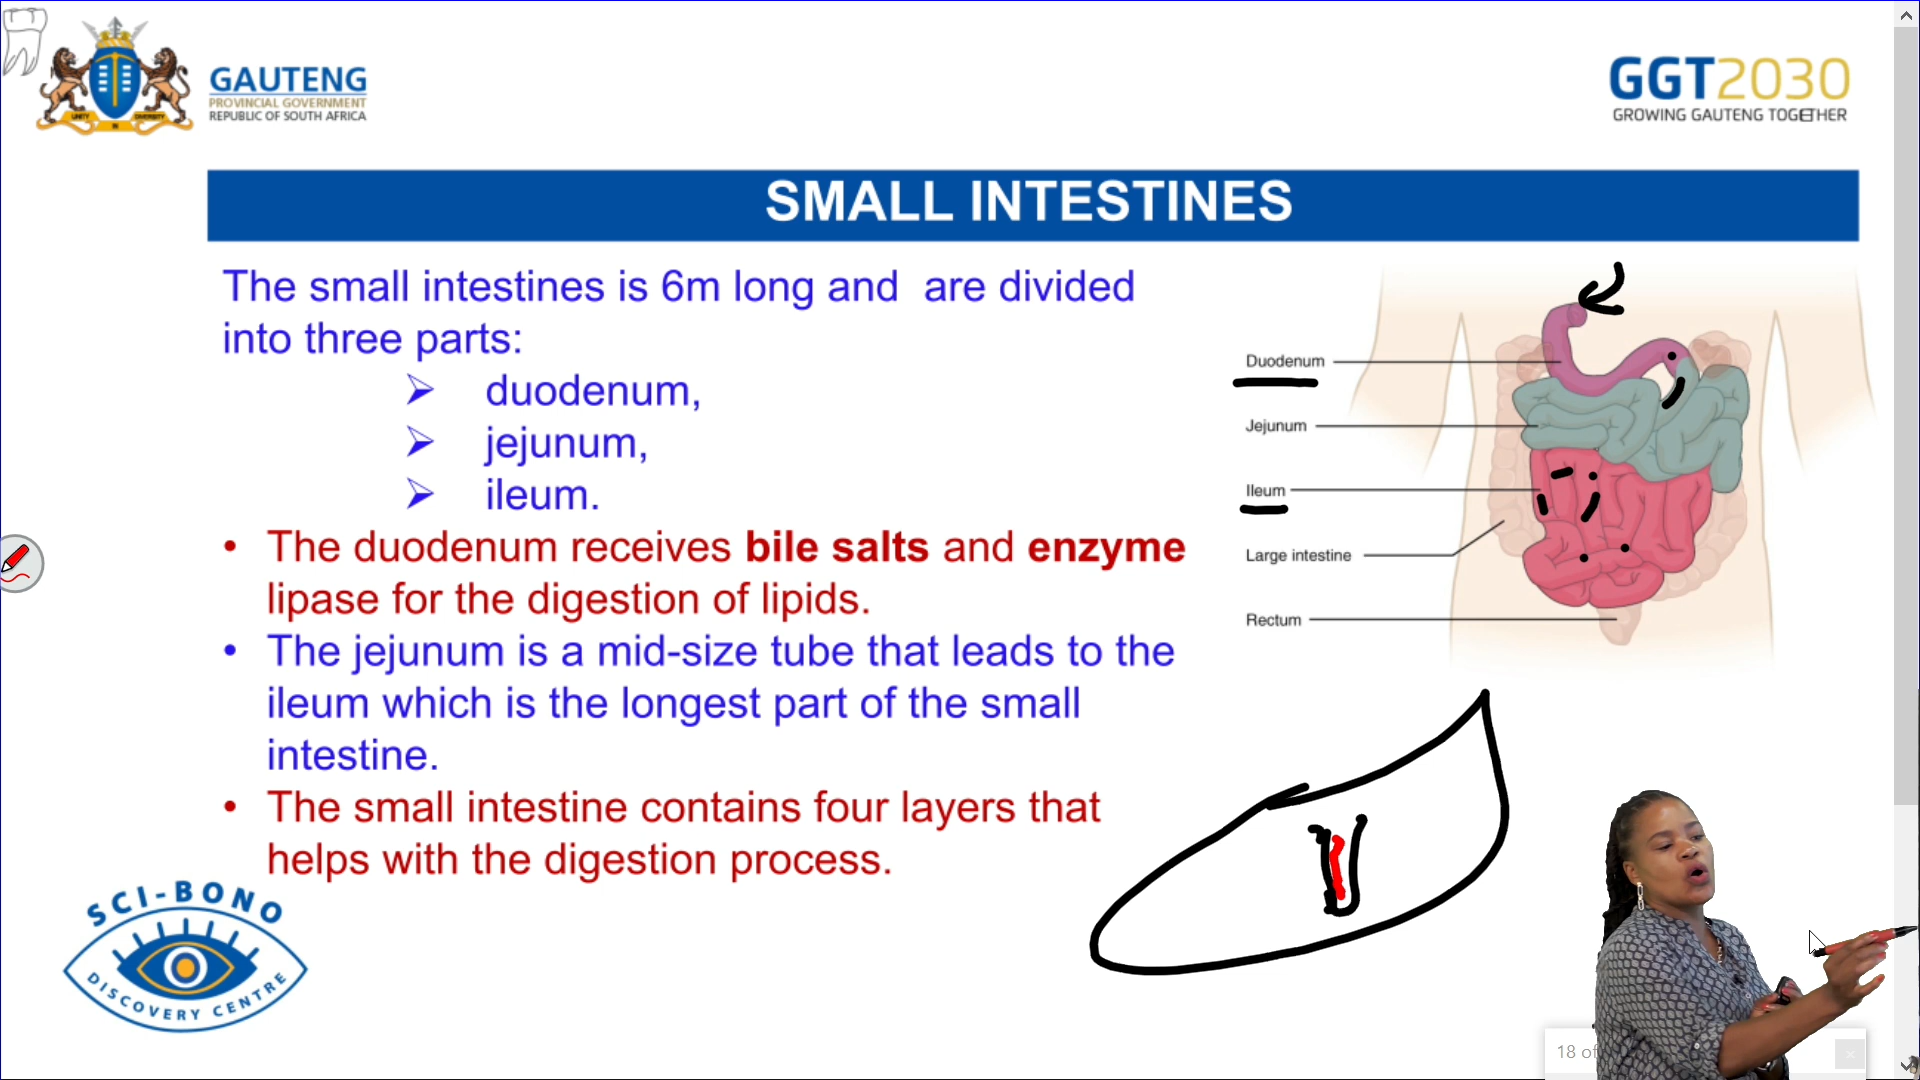 GAUTENG
PROVINCIAL GOVERNMENT
REPUBLIC OF SOUTH AFRICA
UNITY IN DIVERSITY
GGT2030
GROWING GAUTENG TOGETHER
SMALL INTESTINES
The small intestines is 6m long and are divided
into three parts:
➢ duodenum,
➢ jejunum,
➢ ileum.
• The duodenum receives bile salts and enzyme
lipase for the digestion of lipids.
• The jejunum is a mid-size tube that leads to the
ileum which is the longest part of the small
intestine.
• The small intestine contains four layers that
helps with the digestion process.
Duodenum
Jejunum
Ileum
Large intestine
Rectum
SCI-BONO
DISCOVERY CENTRE
18 of